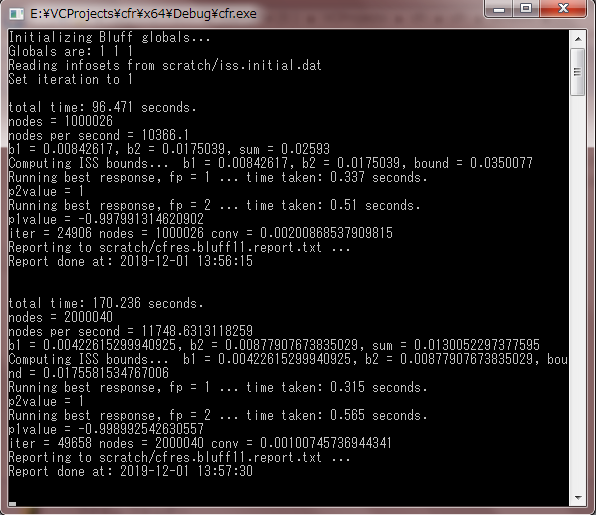 E:¥VCProjects¥cfr¥x64¥Debug¥cfr.exe
Initializing Bluff globals...
Globals are: 1 1 1
Reading infosets from scratch/iss.initial.dat
Set iteration to 1
total time: 96.471 seconds.
nodes = 1000026
nodes per second = 10366.1
b1 = 0.00842617, b2 = 0.0175039, sum = 0.02593
Computing ISS bounds... b1 = 0.00842617, b2 = 0.0175039, bound = 0.0350077
Running best response, fp = 1 ... time taken: 0.337 seconds.
p2value = 1
Running best response, fp = 2 ... time taken: 0.51 seconds.
p1value = -0.997991314620902
iter = 24906 nodes = 1000026 conv = 0.00200868537909815
Reporting to scratch/cfres.bluff11.report.txt ...
Report done at: 2019-12-01 13:56:15
total time: 170.236 seconds.
nodes = 2000040
nodes per second = 11748.6313118259
b1 = 0.00422615299940925, b2 = 0.00877907673835029, sum = 0.0130052297377595
Computing ISS bounds... b1 = 0.00422615299940925, b2 = 0.00877907673835029, bou
nd = 0.0175581534767006
Running best response, fp = 1 ... time taken: 0.315 seconds.
p2value = 1
Running best response, fp = 2 ... time taken: 0.565 seconds.
p1value = -0.998992542630557
iter = 49658 nodes = 2000040 conv = 0.00100745736944341
Reporting to scratch/cfres.bluff11.report.txt ...
Report done at: 2019-12-01 13:57:30